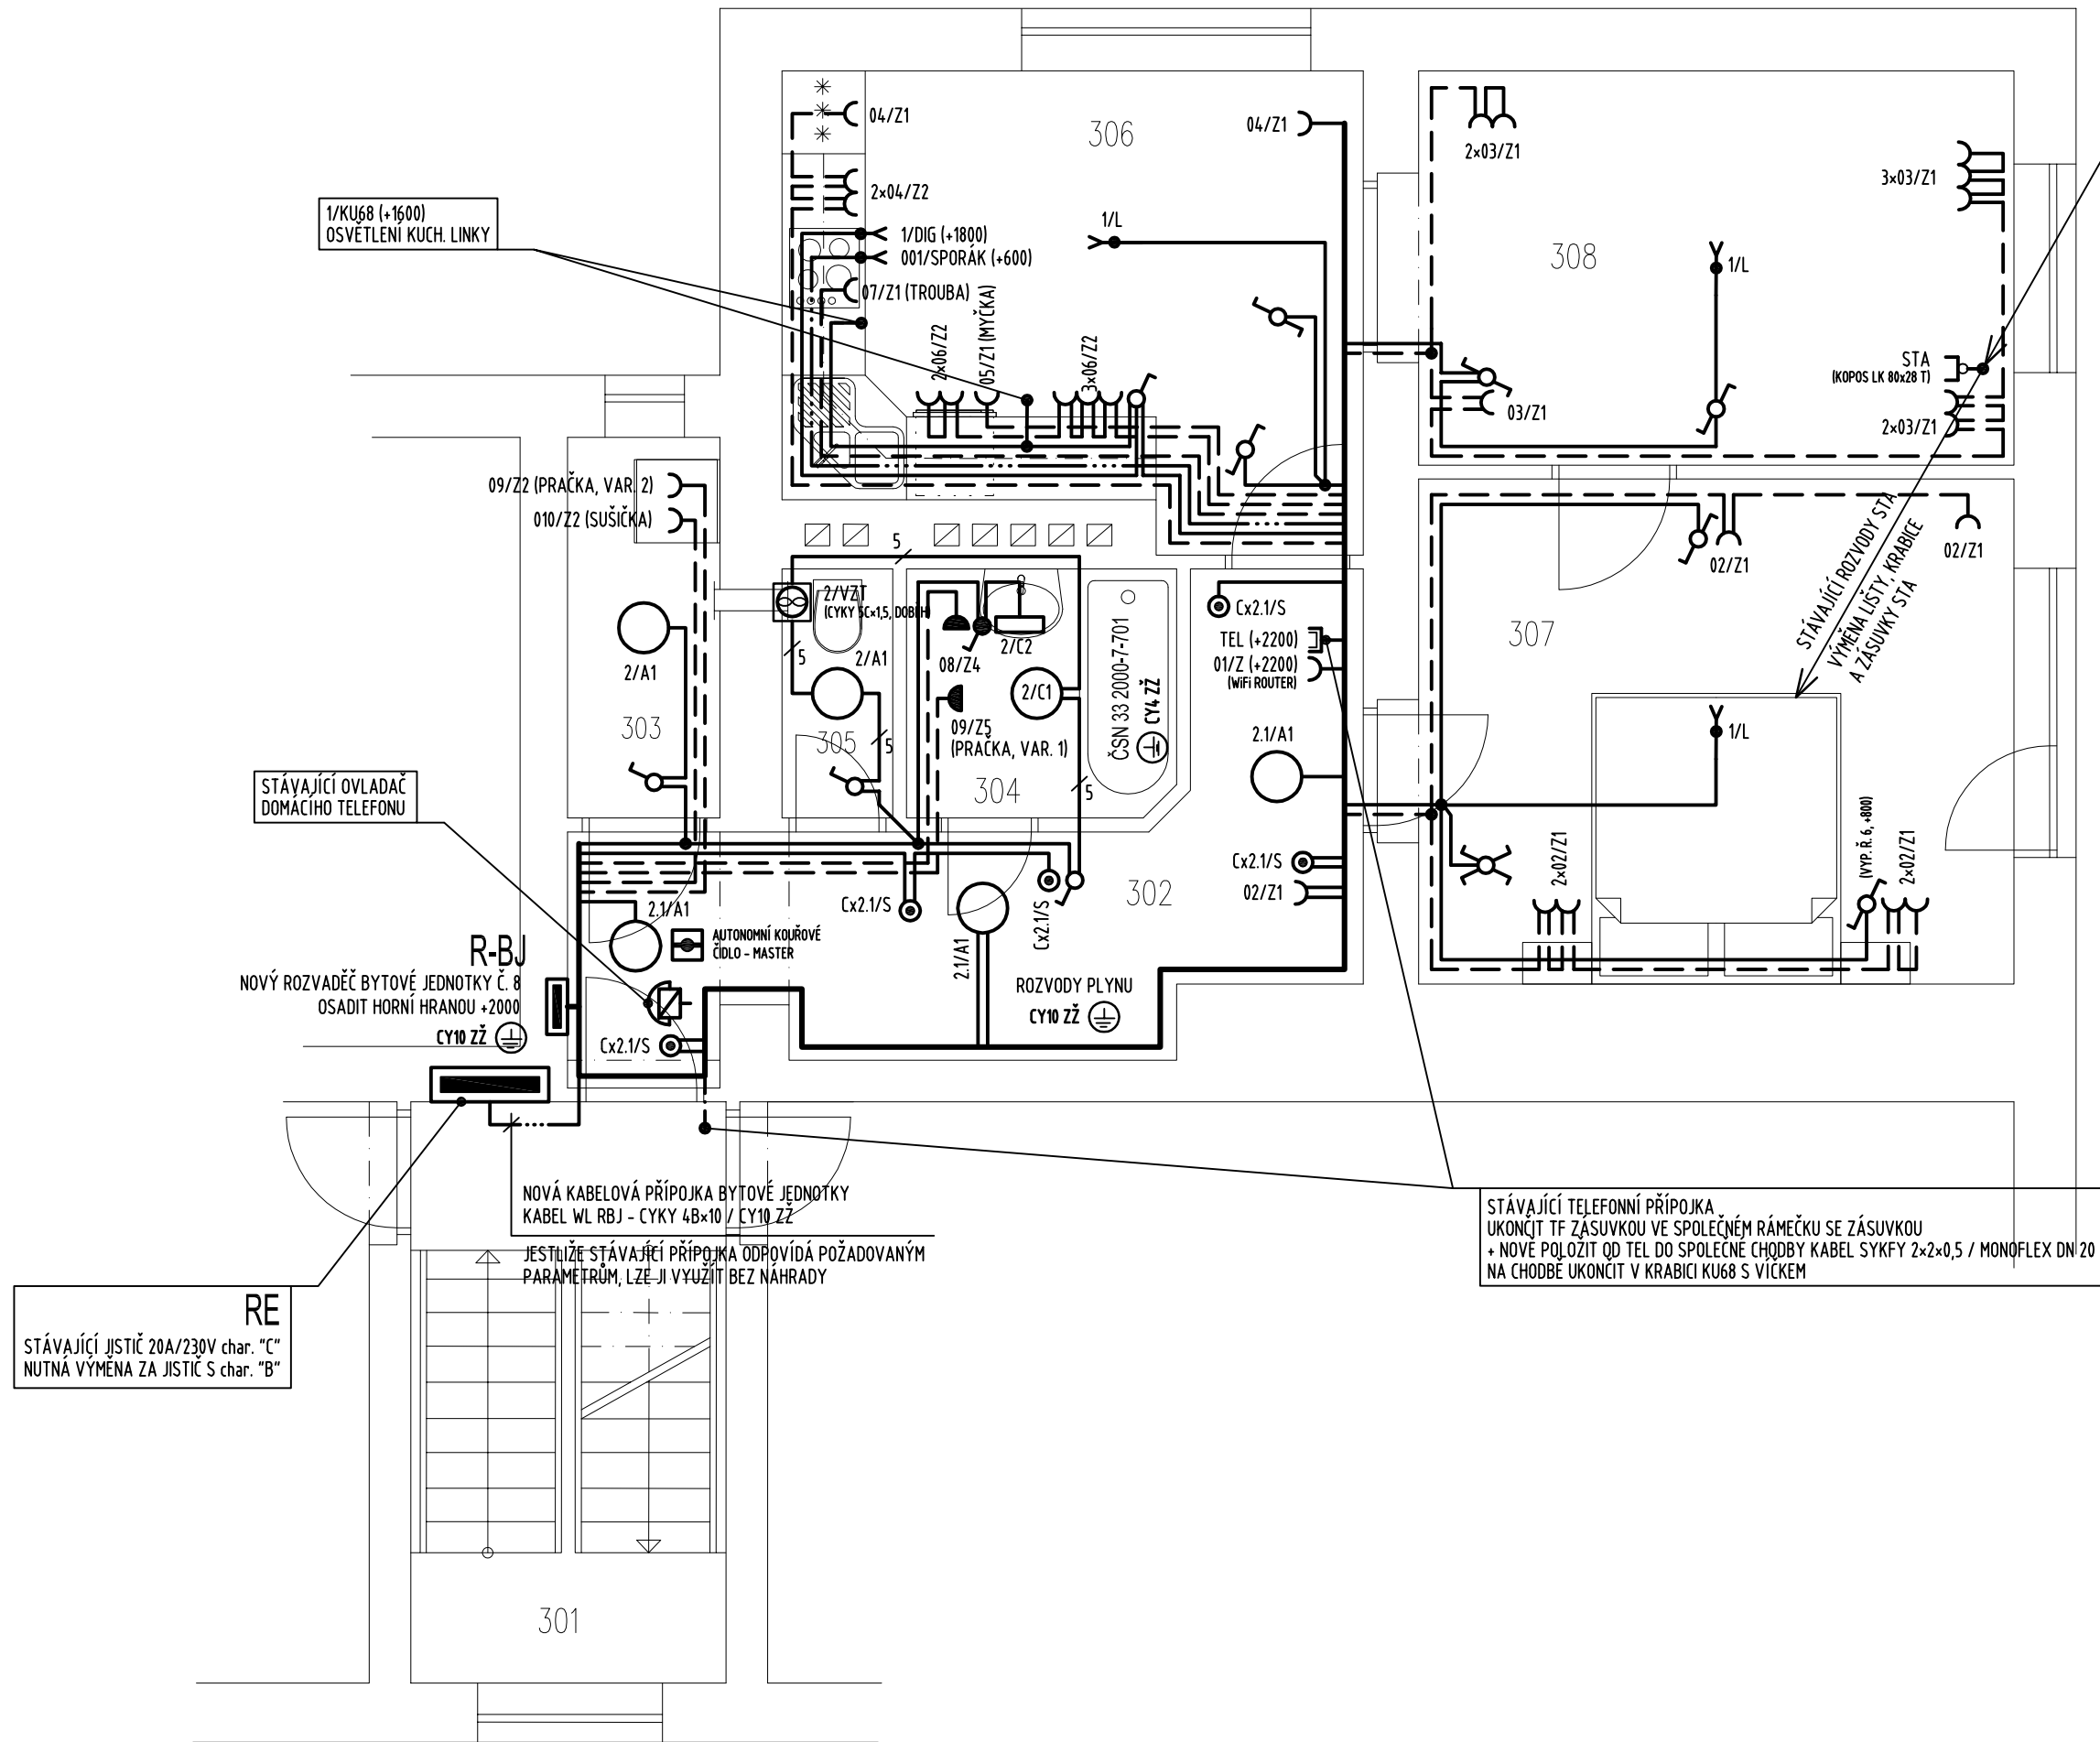 04/Z1
306
04/Z1
2×03/Z1
3×03/Z1
2×04/Z2
1/KU68 (+1600)
OSVĚTLENÍ KUCH. LINKY
1/DIG (+1800)
001/SPORÁK (+600)
07/Z1 (TROUBA)
1/L
308
1/L
2×06/Z2
05/Z1 (MYČKA)
3×06/Z2
STA
(KOPOS LK 80x28 T)
03/Z1
2×03/Z1
09/Z2 (PRAČKA, VAR. 2)
010/Z2 (SUŠIČKA)
5
02/Z1
02/Z1
STÁVAJÍCÍ ROZVODY STA
VÝMĚNA LIŠTY, KRABICE
A ZÁSUVKY STA
2/VZT
(CYKY 5C×1,5, DOBĚH)
Cx2.1/S
TEL (+2200)
01/Z (+2200)
(WiFi ROUTER)
307
5
2/A1
08/Z4
2/C2
2/A1
2/C1
ČSN 33 2000-7-701
CY4 ZŽ
303
305
5
09/Z5
(PRAČKA, VAR. 1)
2.1/A1
1/L
304
5
STÁVAJÍCÍ OVLADAČ
DOMÁCÍHO TELEFONU
Cx2.1/S
02/Z1
2×02/Z1
(VYP. Ř. 6, +800)
2×02/Z1
302
Cx2.1/S
Cx2.1/S
2.1/A1
2.1/A1
AUTONOMNÍ KOUŘOVÉ
ČIDLO - MASTER
R-BJ
NOVÝ ROZVADĚČ BYTOVÉ JEDNOTKY Č. 8
OSADIT HORNÍ HRANOU +2000
CY10 ZŽ
ROZVODY PLYNU
CY10 ZŽ
Cx2.1/S
NOVÁ KABELOVÁ PŘÍPOJKA BYTOVÉ JEDNOTKY
KABEL WL RBJ - CYKY 4B×10 / CY10 ZŽ
JESTLIŽE STÁVAJÍCÍ PŘÍPOJKA ODPOVÍDÁ POŽADOVANÝM
PARAMETRŮM, LZE JI VYUŽÍT BEZ NÁHRADY
STÁVAJÍCÍ TELEFONNÍ PŘÍPOJKA
UKONČIT TF ZÁSUVKOU VE SPOLEČNÉM RÁMEČKU SE ZÁSUVKOU
+ NOVĚ POLOŽIT OD TEL DO SPOLEČNÉ CHODBY KABEL SYKFY 2×2×0,5 / MONOFLEX DN 20
NA CHODBĚ UKONČIT V KRABICI KU68 S VÍČKEM
RE
STÁVAJÍCÍ JISTIČ 20A/230V char. "C"
NUTNÁ VÝMĚNA ZA JISTIČ S char. "B"
301